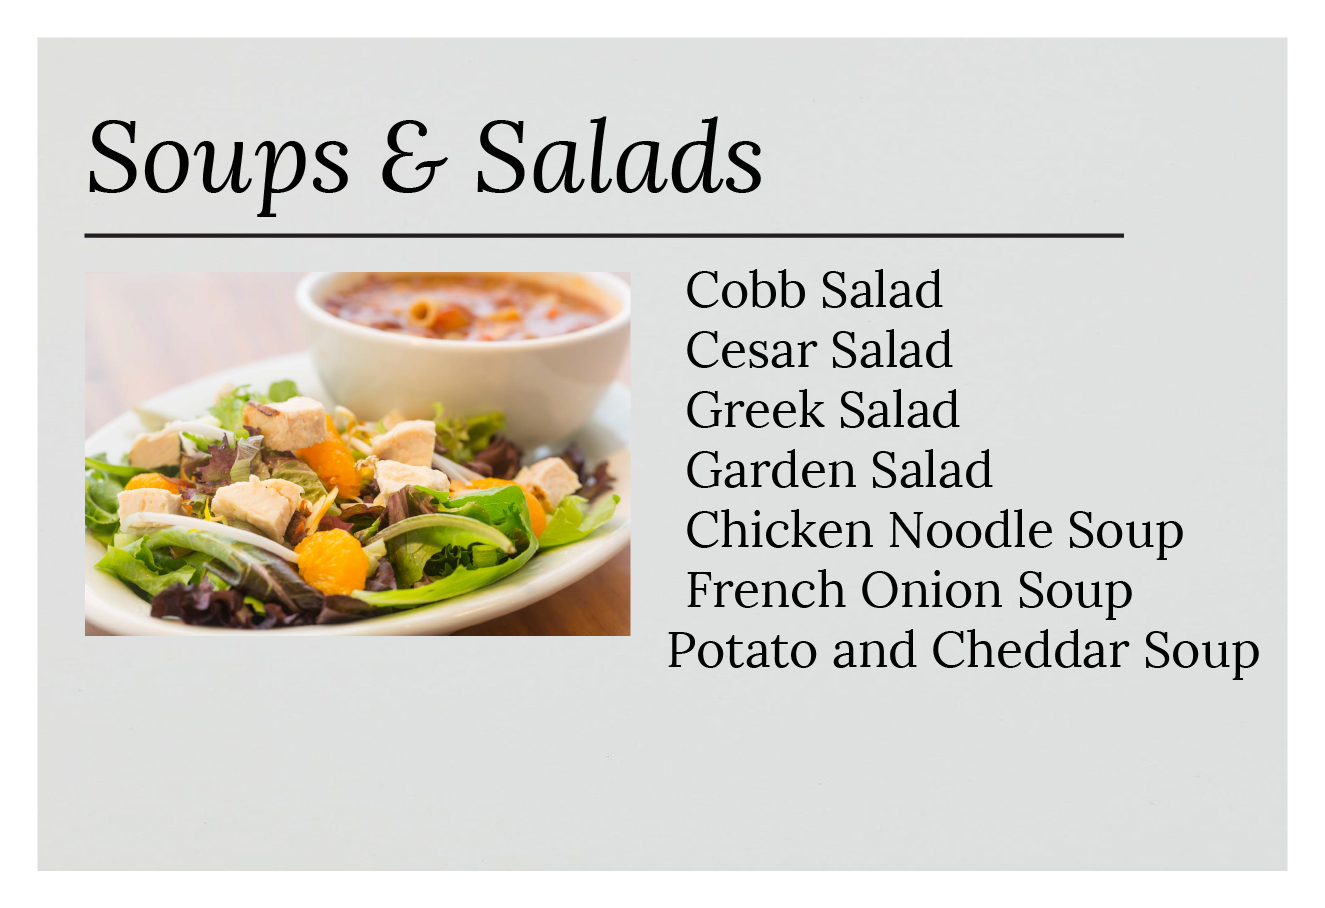 Soups & Salads
Cobb Salad
Cesar Salad
Greek Salad
Garden Salad
Chicken Noodle Soup
French Onion Soup
Potato and Cheddar Soup